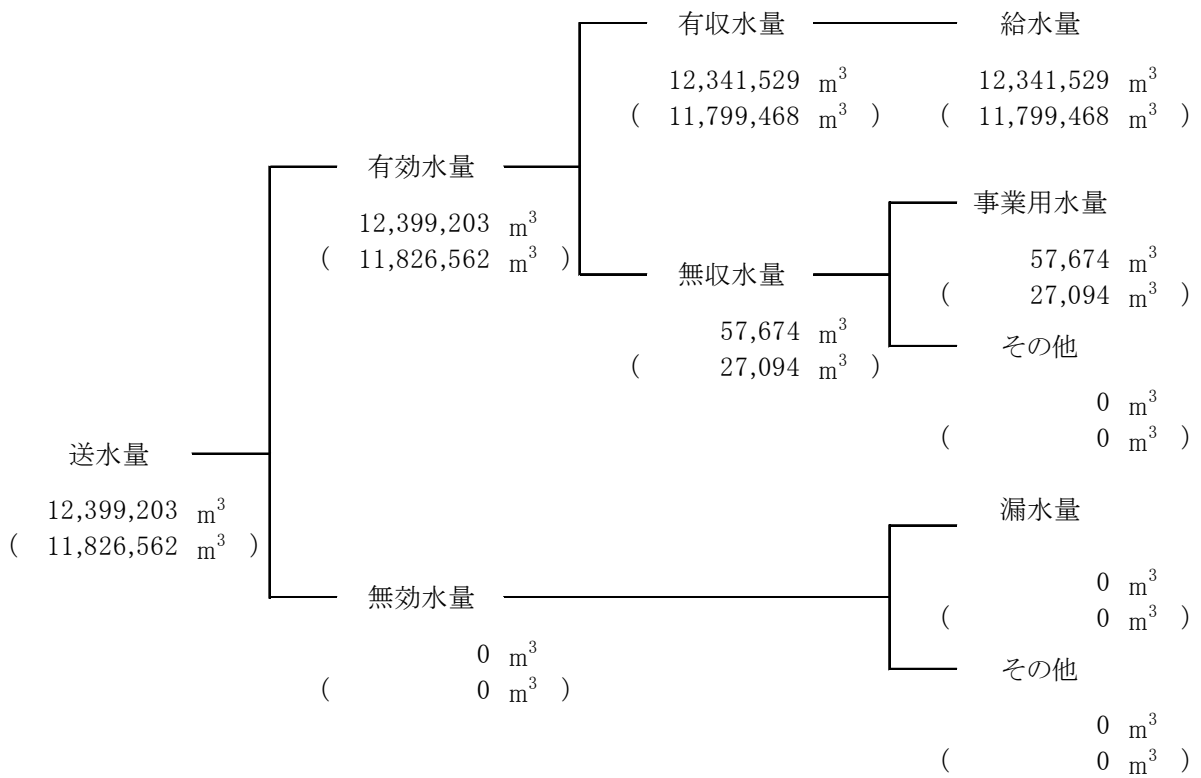 有収水量 給水量
12,341,529 m³ 12,341,529 m³
( 11,799,468 m³ ) ( 11,799,468 m³ )
有効水量
12,399,203 m³
( 11,826,562 m³ )
事業用水量
57,674 m³
( 27,094 m³ )
無収水量
57,674 m³
( 27,094 m³ )
その他
0 m³
( 0 m³ )
送水量
12,399,203 m³
( 11,826,562 m³ )
漏水量
0 m³
( 0 m³ )
無効水量
0 m³
( 0 m³ )
その他
0 m³
( 0 m³ )